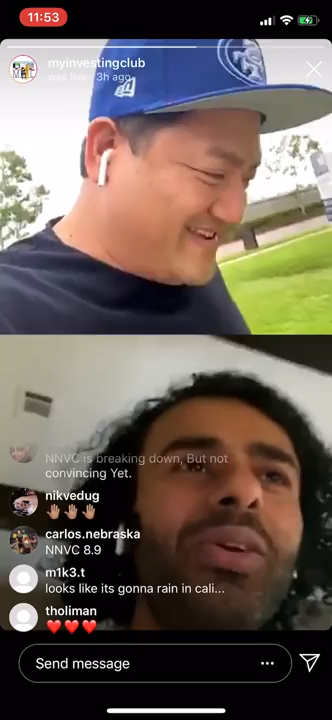 11:53
myinvestingclub
was live · 3h ago
NNVC is breaking down, But not
convincing Yet.
nikvedug
🖐🏽🖐🏽🖐🏽
carlos.nebraska
NNVC 8.9
m1k3.t
looks like its gonna rain in cali...
tholiman
❤️❤️❤️
Send message